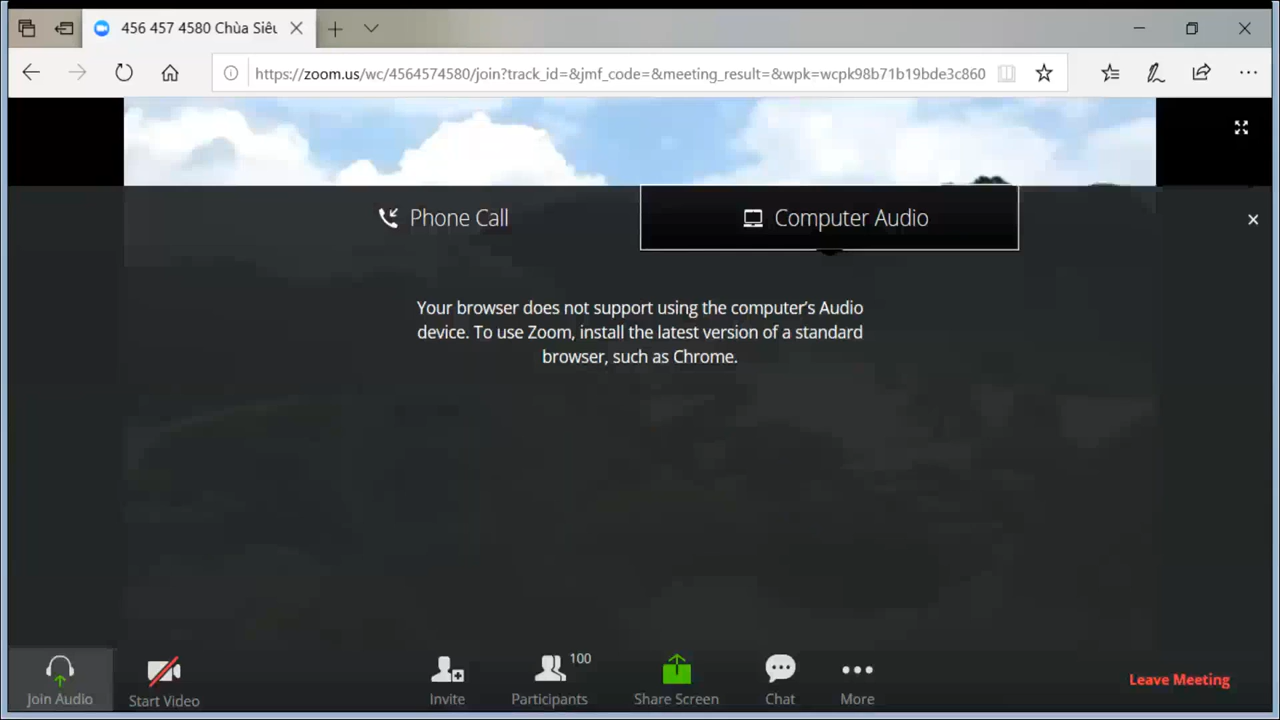 456 457 4580 Chùa Siêu
https://zoom.us/wc/4564574580/join?track_id=&jmf_code=&meeting_result=&wpk=wcpk98b71b19bde3c860
Phone Call
Computer Audio
Your browser does not support using the computer's Audio
device. To use Zoom, install the latest version of a standard
browser, such as Chrome.
100
Join Audio
Start Video
Invite
Participants
Share Screen
Chat
More
Leave Meeting